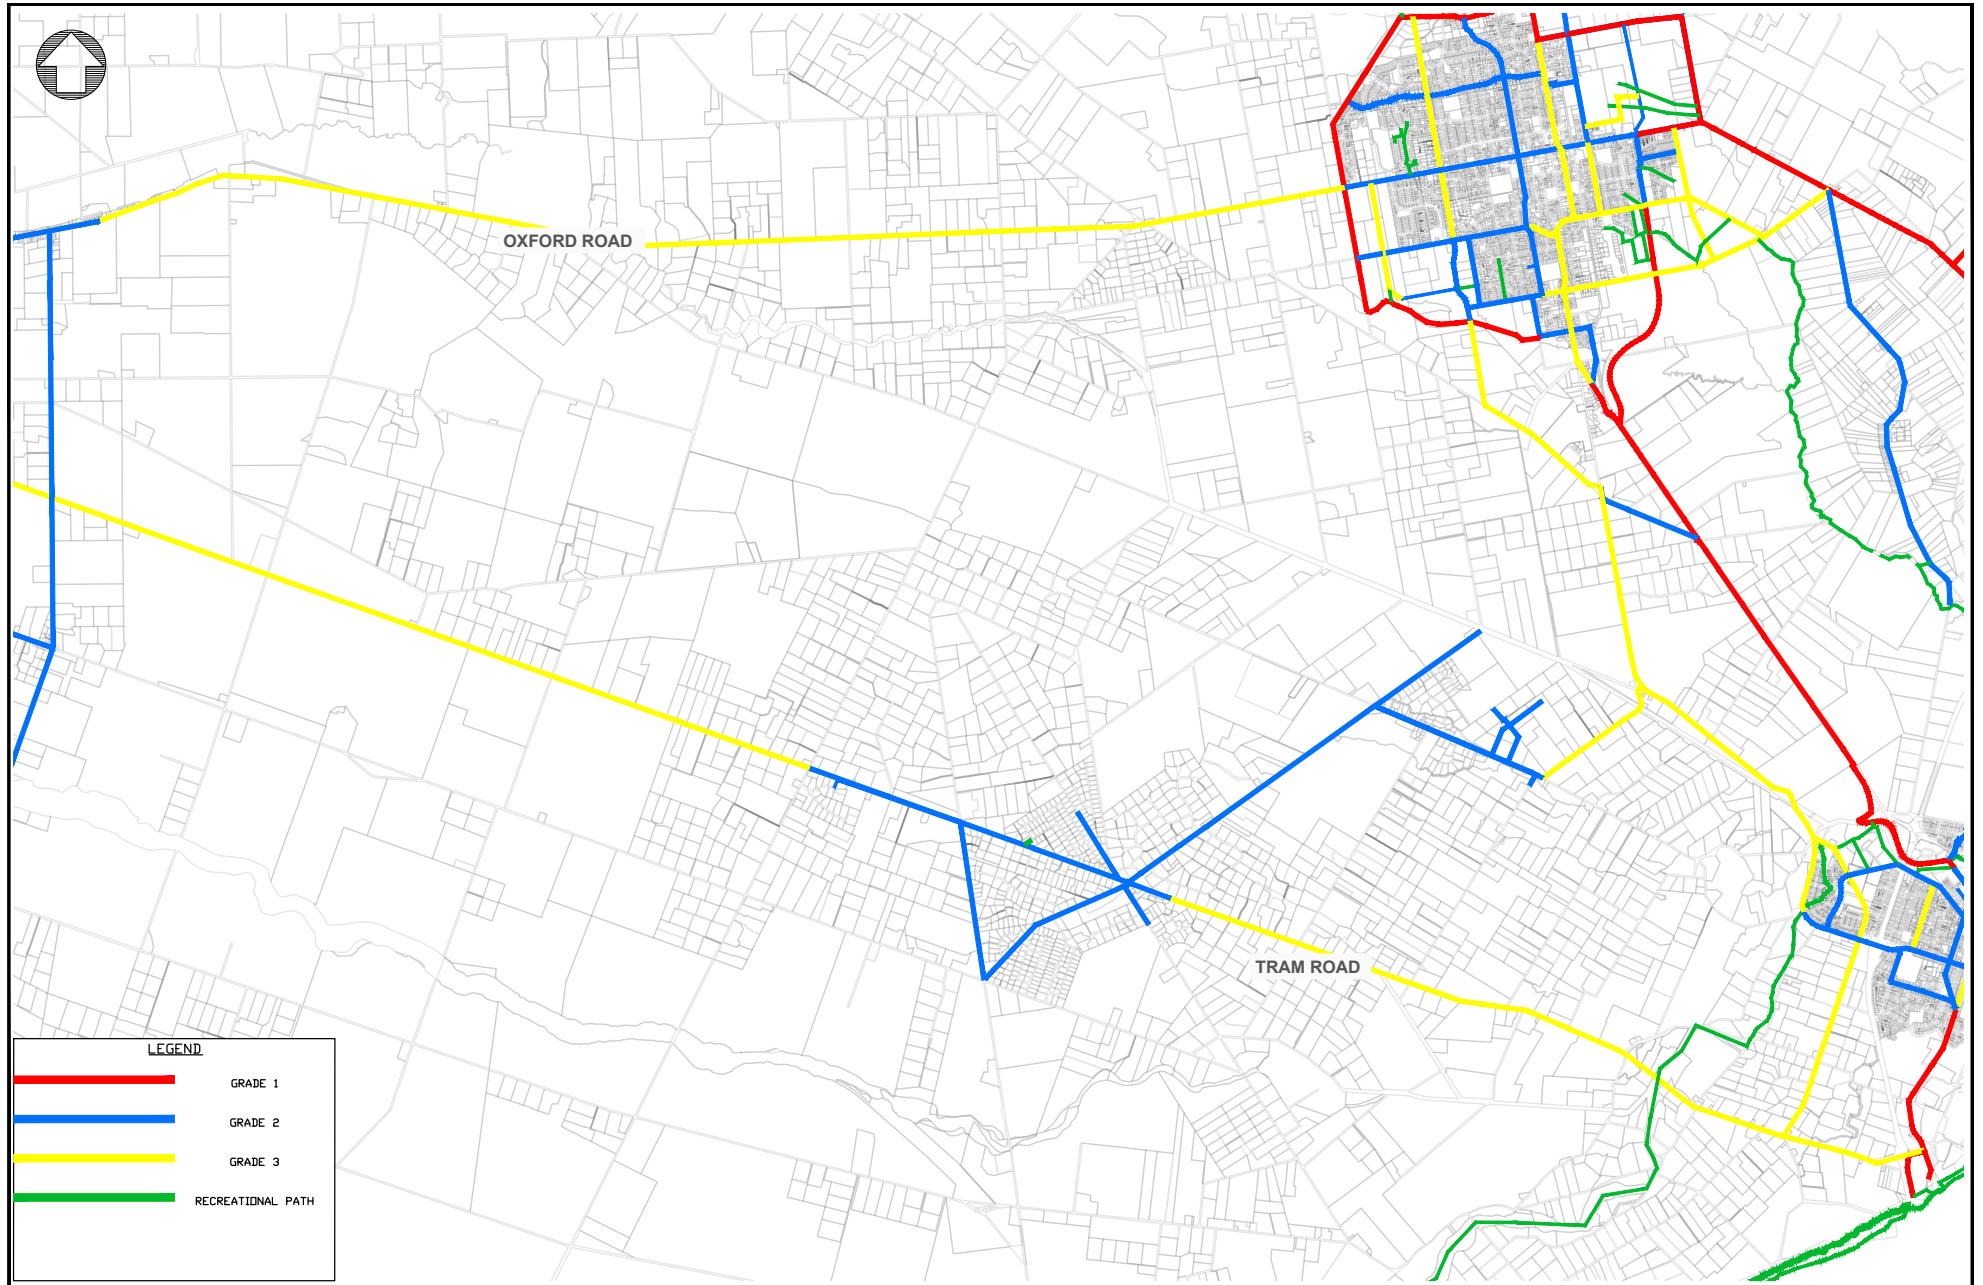 OXFORD ROAD
TRAM ROAD
LEGEND
GRADE 1
GRADE 2
GRADE 3
RECREATIONAL PATH